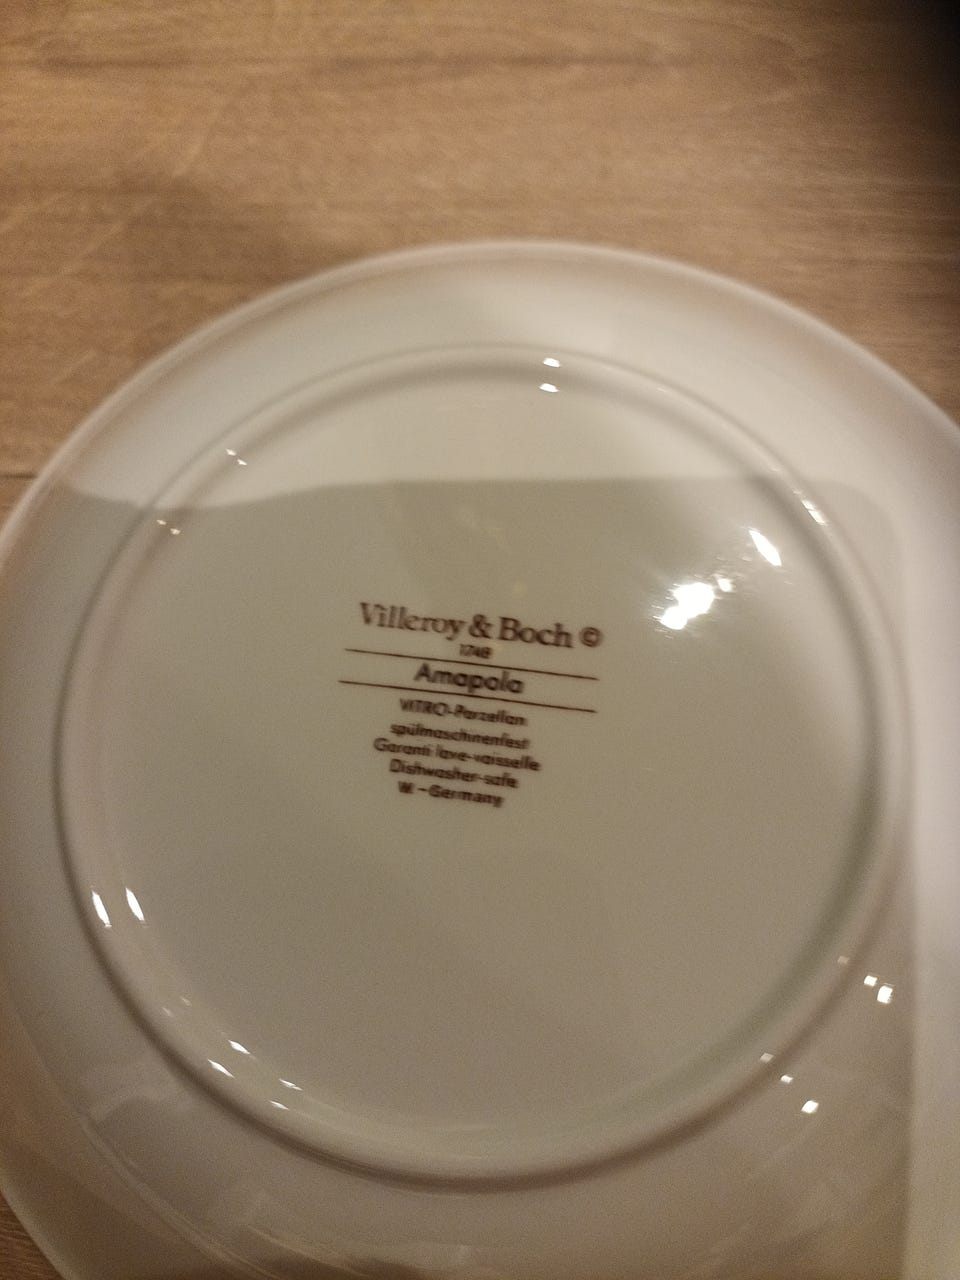 Villeroy & Boch ©
1748
Amapola
VITRO-Porzellan
spülmaschinenfest
Garanti lave-vaisselle
Dishwasher-safe
W.-Germany